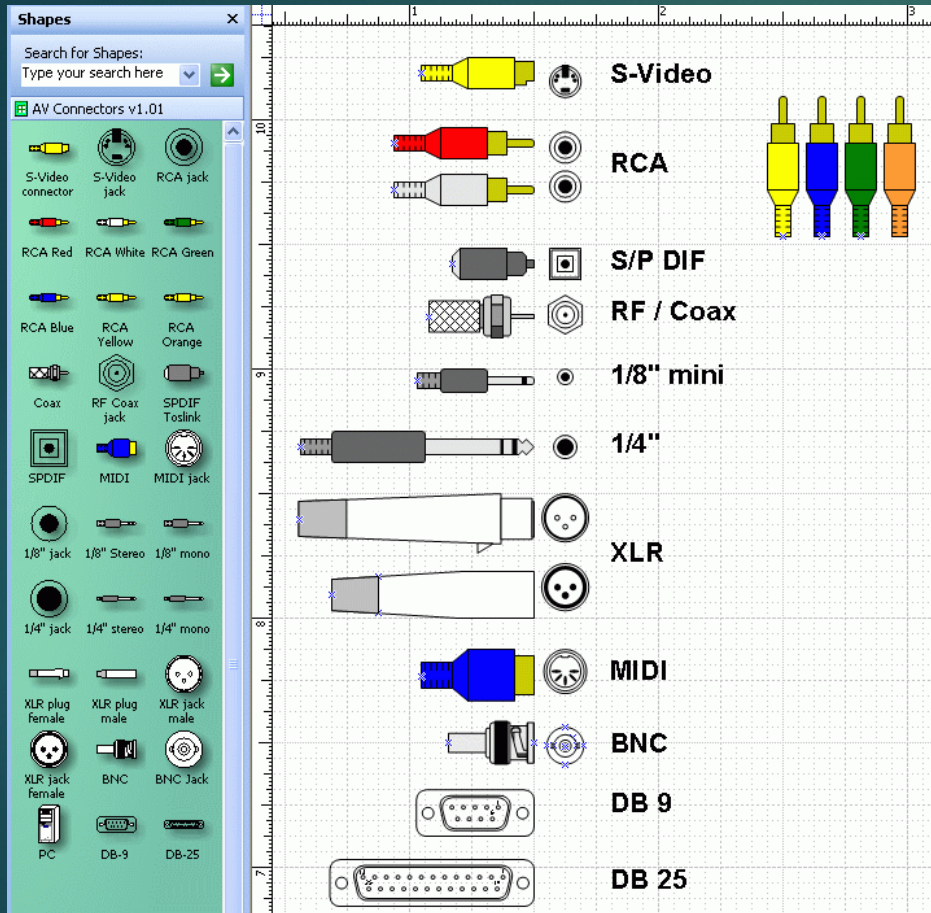 Shapes
Search for Shapes:
Type your search here
AV Connectors v1.01
S-Video connector
S-Video jack
RCA jack
RCA Red
RCA White
RCA Green
RCA Blue
RCA Yellow
RCA Orange
Coax
RF Coax jack
SPDIF Toslink
SPDIF
MIDI
MIDI jack
1/8" jack
1/8" Stereo
1/8" mono
1/4" jack
1/4" stereo
1/4" mono
XLR plug female
XLR plug male
XLR jack male
XLR jack female
BNC
BNC Jack
PC
DB-9
DB-25
1
2
3
10
9
8
7
S-Video
RCA
S/P DIF
RF / Coax
1/8" mini
1/4"
XLR
MIDI
BNC
DB 9
DB 25